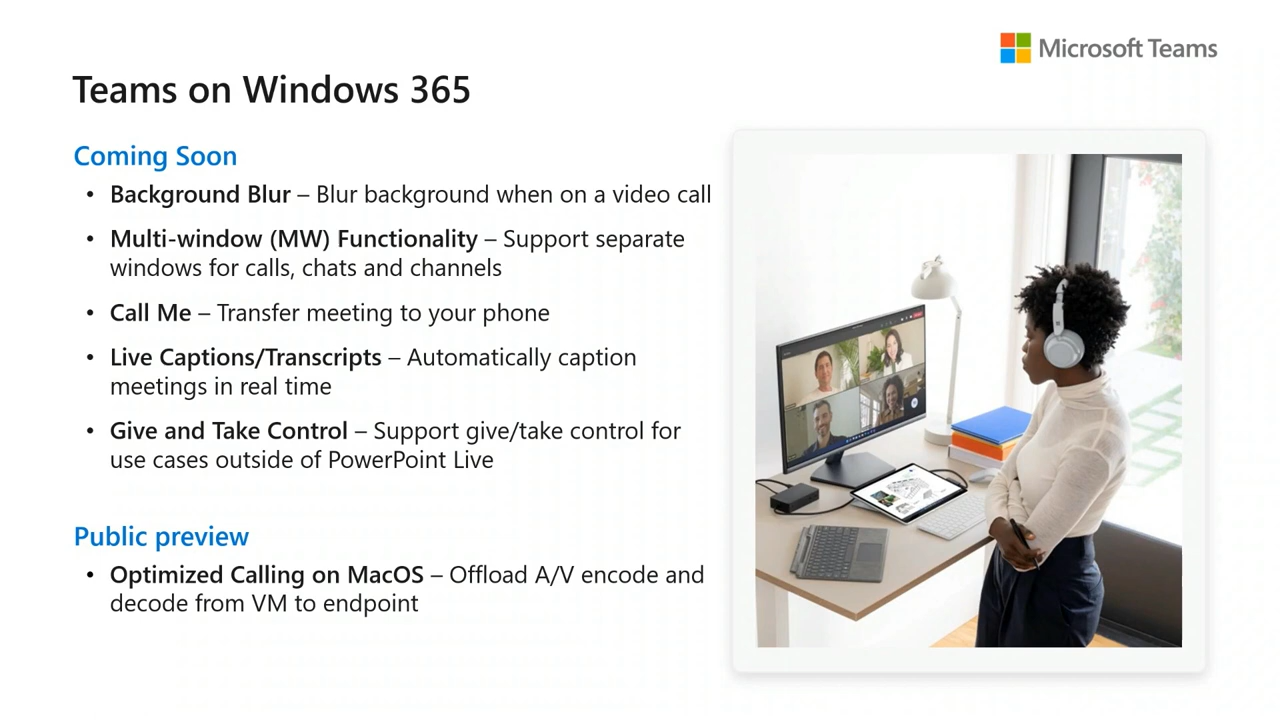 Microsoft Teams
Teams on Windows 365
Coming Soon
• Background Blur – Blur background when on a video call
• Multi-window (MW) Functionality – Support separate
windows for calls, chats and channels
• Call Me – Transfer meeting to your phone
• Live Captions/Transcripts – Automatically caption
meetings in real time
• Give and Take Control – Support give/take control for
use cases outside of PowerPoint Live
Public preview
• Optimized Calling on MacOS – Offload A/V encode and
decode from VM to endpoint